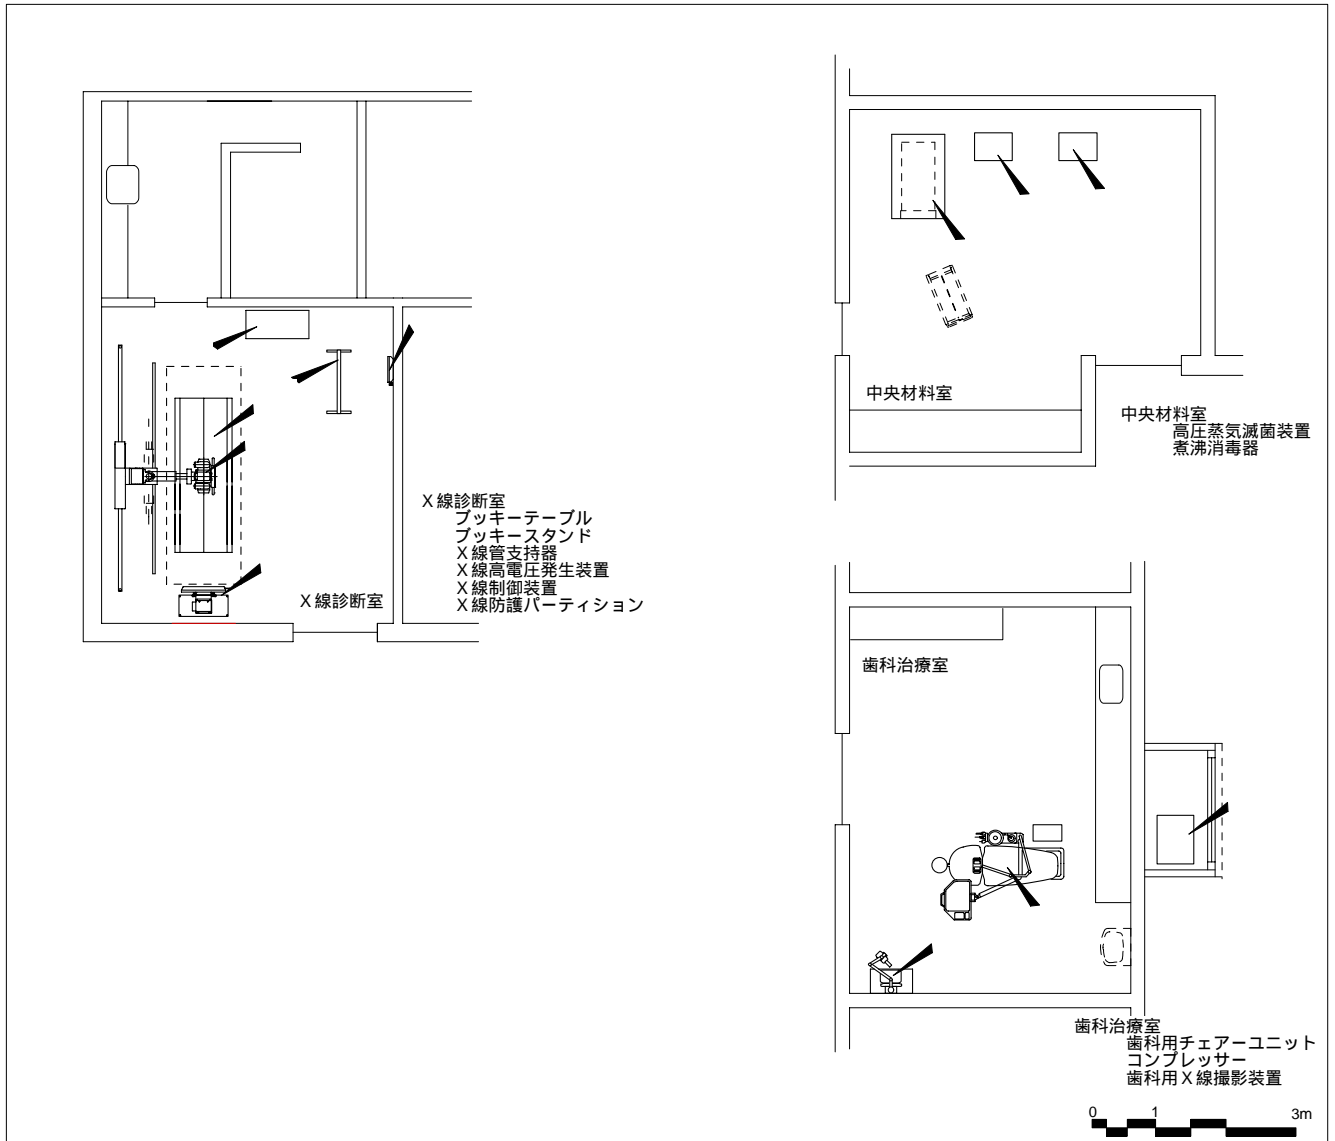 中央材料室
中央材料室
高圧蒸気滅菌装置
煮沸消毒器
X線診断室
ブッキーテーブル
ブッキースタンド
X線管支持器
X線高電圧発生装置
X線制御装置
X線防護パーティション
X線診断室
歯科治療室
歯科治療室
歯科用チェアーユニット
コンプレッサー
歯科用X線撮影装置
0 1 3m